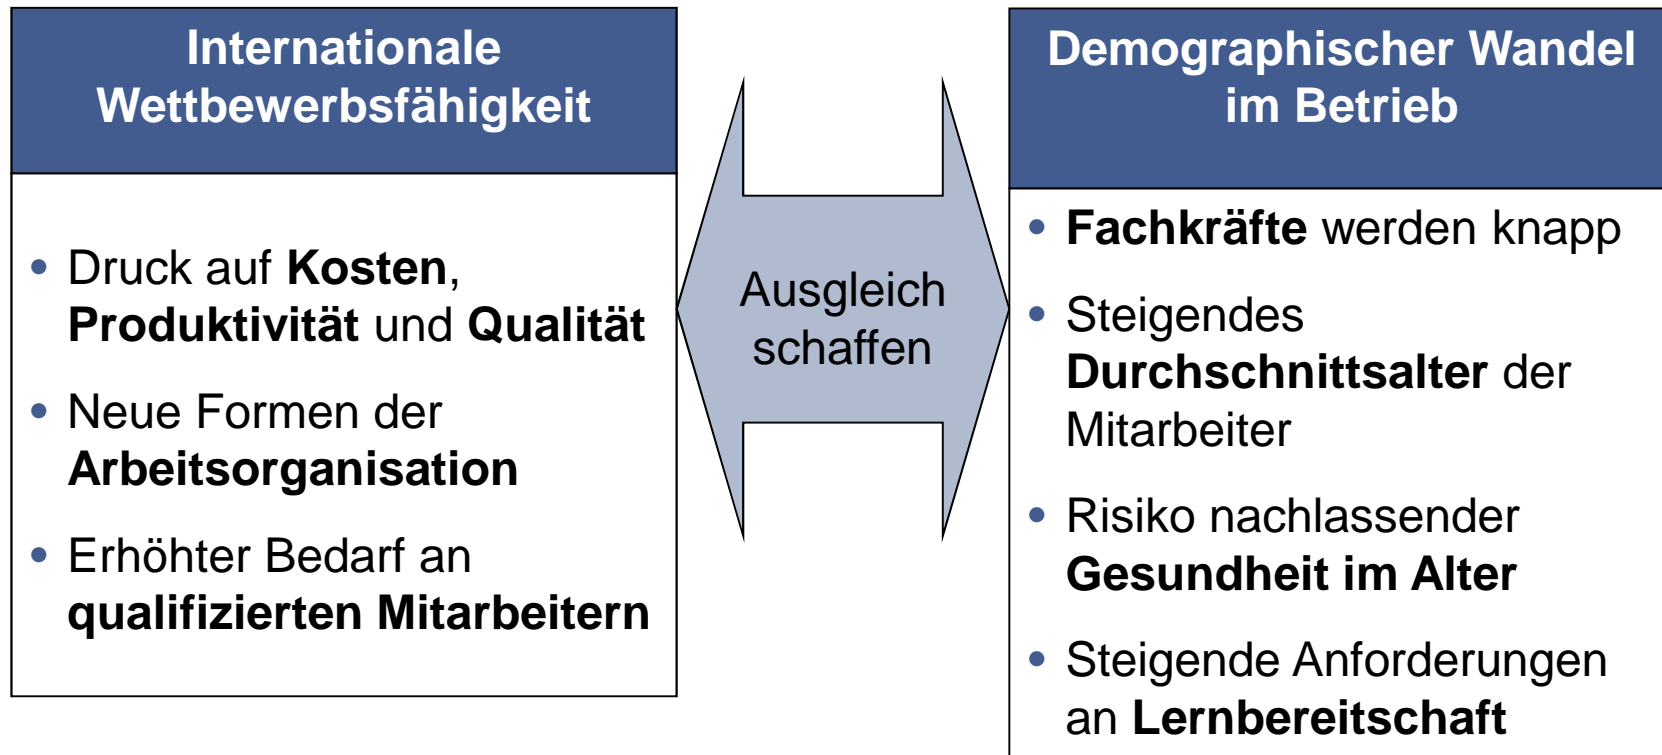 Internationale
Wettbewerbsfähigkeit
• Druck auf Kosten,
Produktivität und Qualität
• Neue Formen der
Arbeitsorganisation
• Erhöhter Bedarf an
qualifizierten Mitarbeitern
Ausgleich
schaffen
Demographischer Wandel
im Betrieb
• Fachkräfte werden knapp
• Steigendes
Durchschnittsalter der
Mitarbeiter
• Risiko nachlassender
Gesundheit im Alter
• Steigende Anforderungen
an Lernbereitschaft